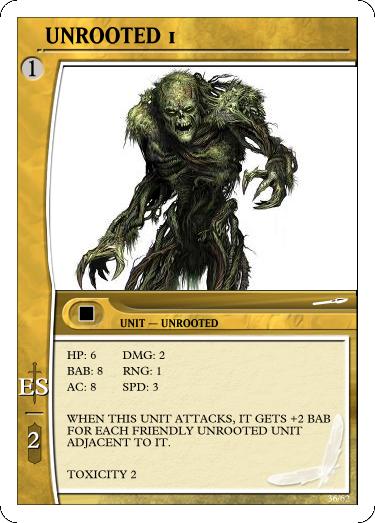 UNROOTED I
1
UNIT — UNROOTED
HP: 6 DMG: 2
BAB: 8 RNG: 1
AC: 8 SPD: 3
WHEN THIS UNIT ATTACKS, IT GETS +2 BAB
FOR EACH FRIENDLY UNROOTED UNIT
ADJACENT TO IT.
TOXICITY 2
ES
2
36/62